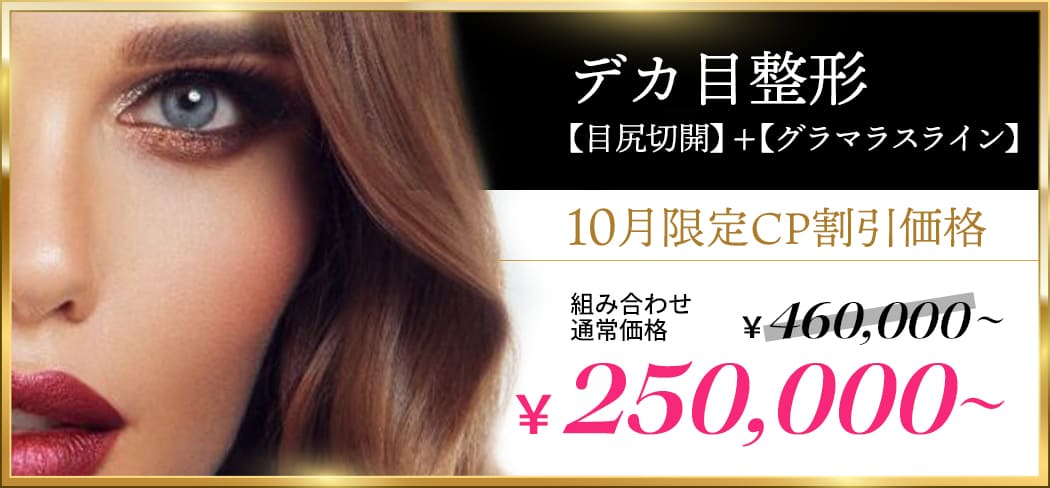 デカ目整形
【目尻切開】+【グラマラスライン】
10月限定CP割引価格
組み合わせ
通常価格
¥460,000~
¥250,000~